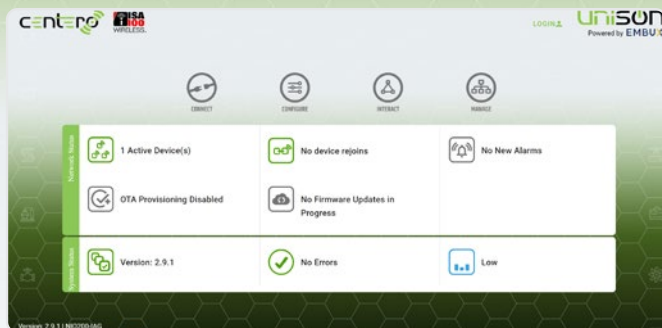 centero
ISA
100
WIRELESS.
LOGIN
UNISON
Powered by EMBUX
CONNECT
CONFIGURE
INTERACT
MANAGE
Network Status
1 Active Device(s)
No device rejoins
No New Alarms
OTA Provisioning Disabled
No Firmware Updates in
Progress
System Status
Version: 2.9.1
No Errors
Low
Version: 2.9.1 | NIO200-IAG